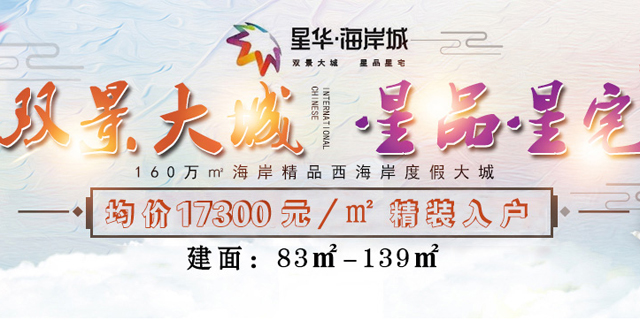 星华·海岸城
双景大城 星品星宅
双景大城·星品·星宅
INTERNATIONAL
CHINESE
160万㎡海岸精品西海岸度假大城
均价17300元/㎡ 精装入户
建面：83㎡-139㎡